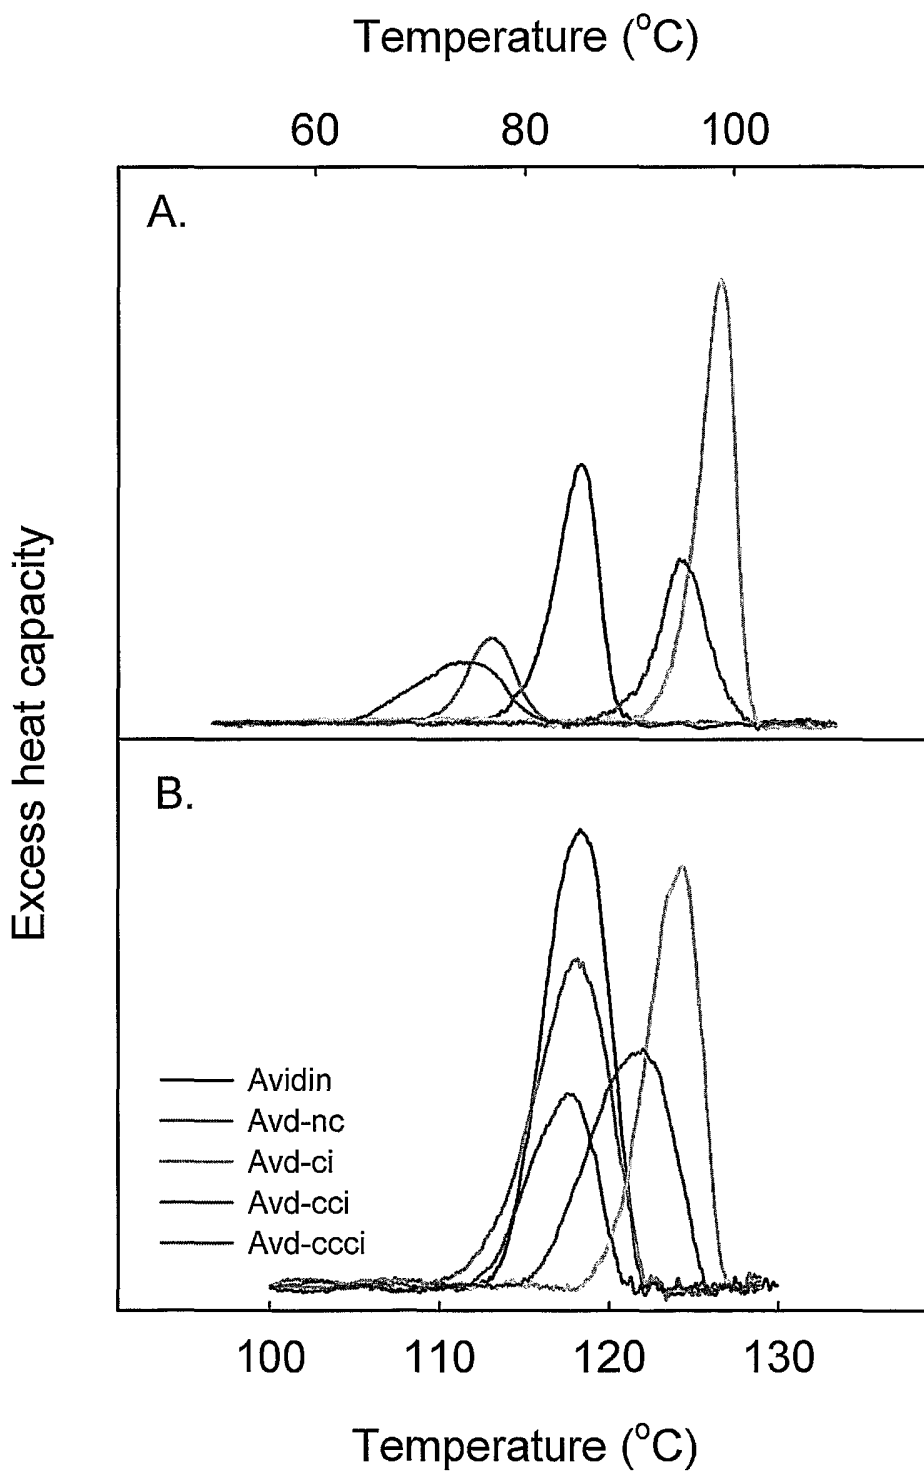 Temperature (°C)
60 80 100
A.
Excess heat capacity
B.
Avidin
Avd-nc
Avd-ci
Avd-cci
Avd-ccci
100 110 120 130
Temperature (°C)